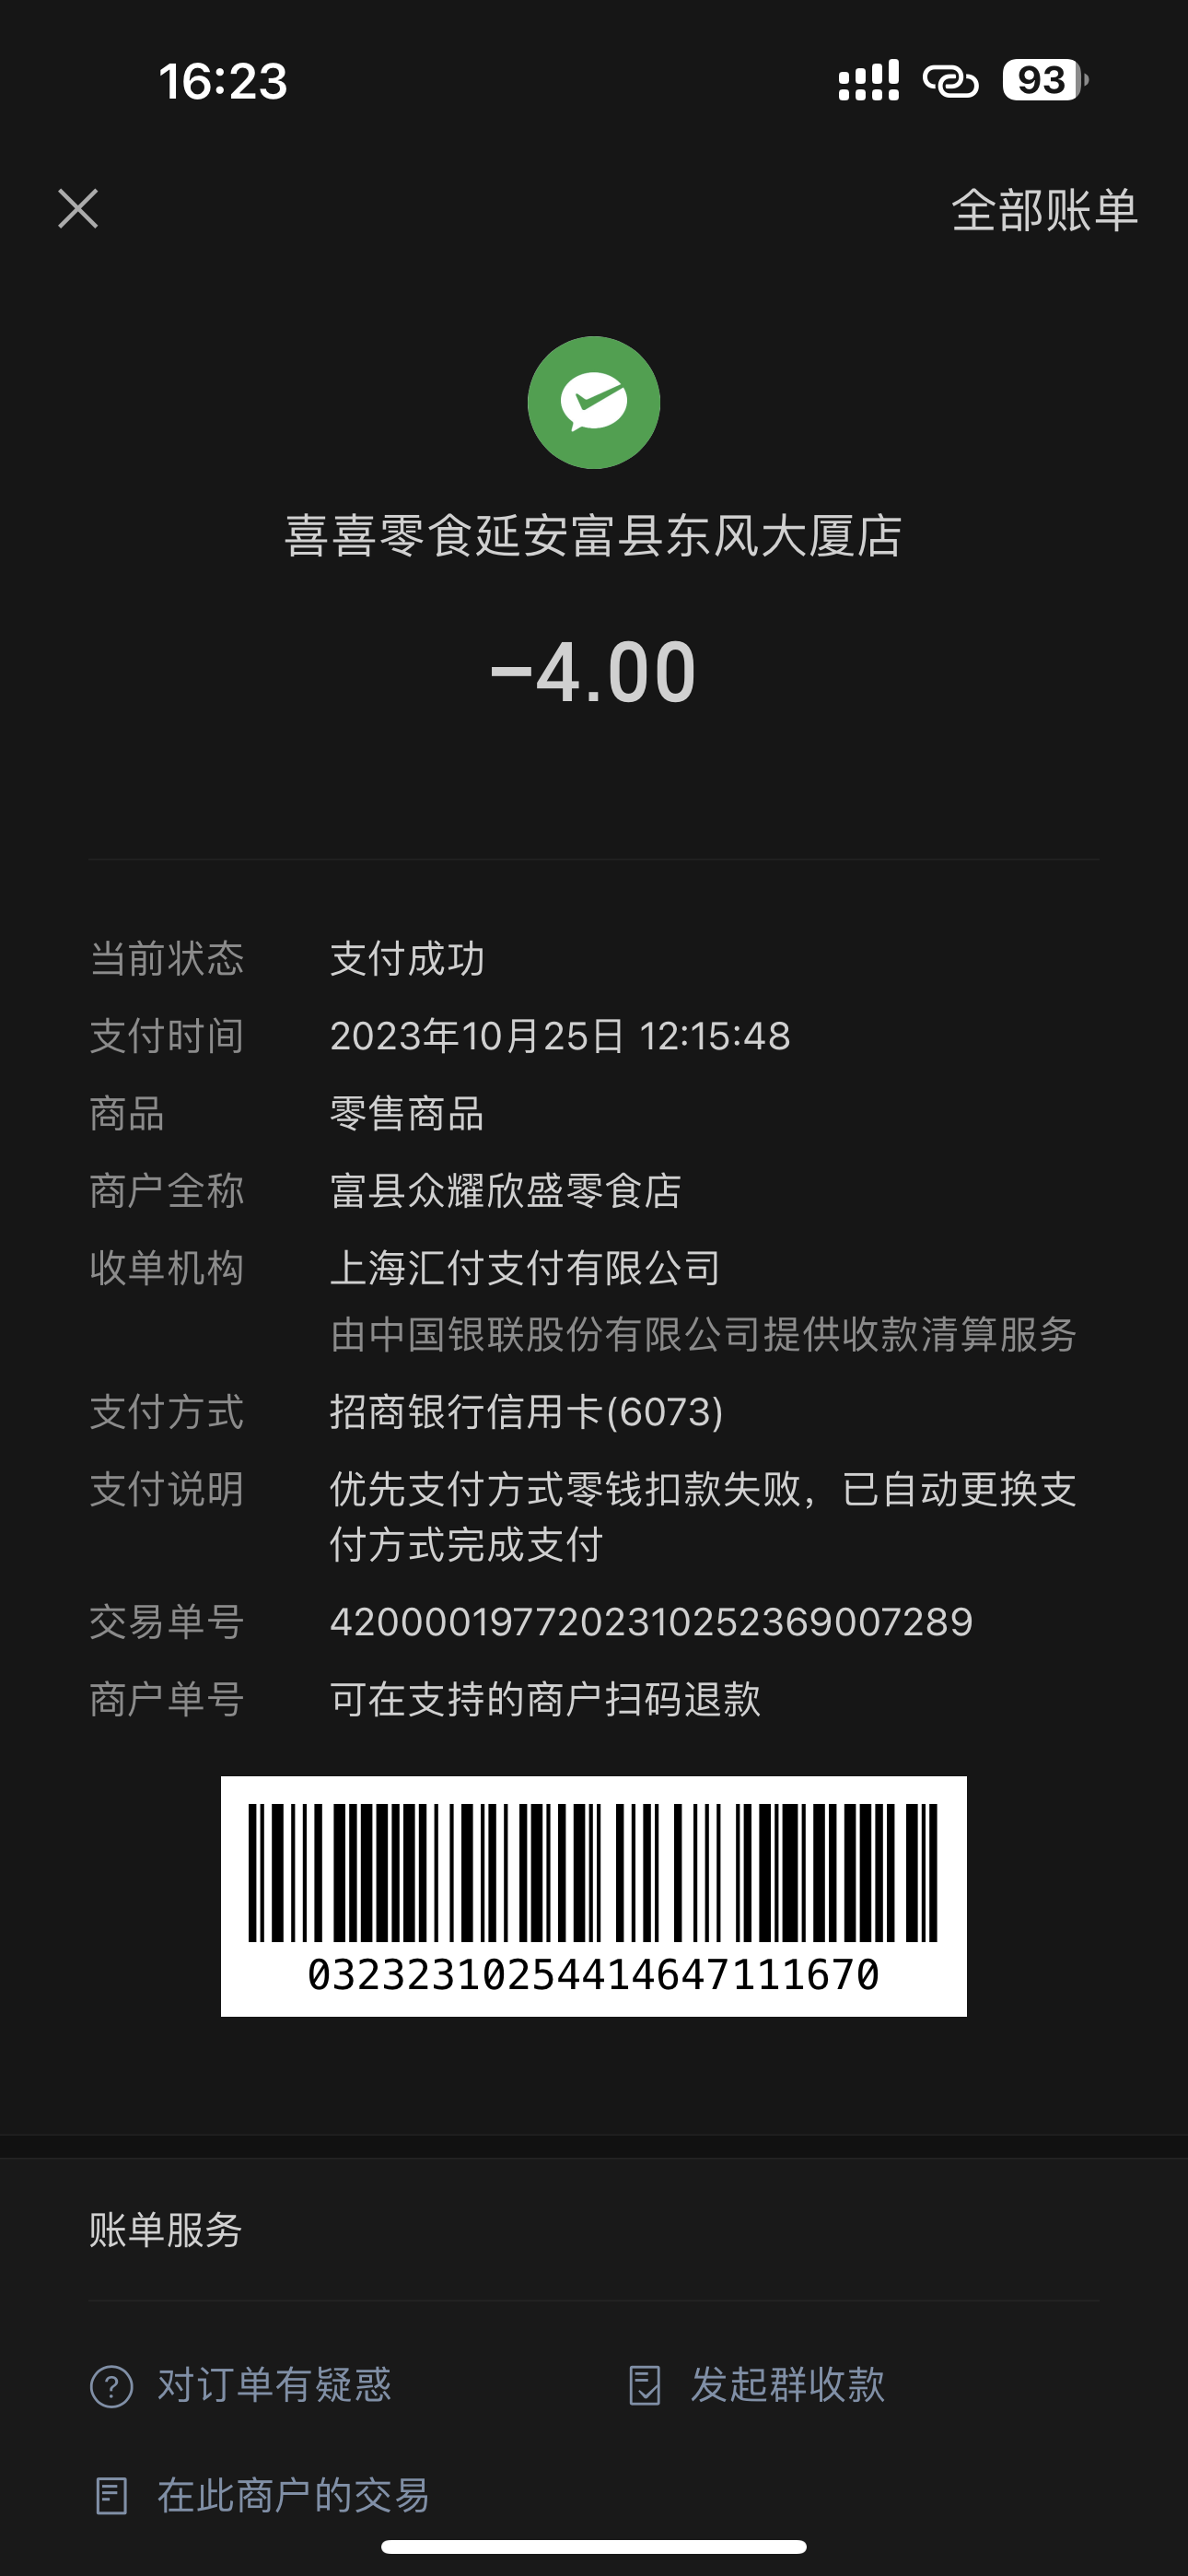 16:23
93
全部账单
喜喜零食延安富县东风大厦店
-4.00
当前状态 支付成功
支付时间 2023年10月25日 12:15:48
商品 零售商品
商户全称 富县众耀欣盛零食店
收单机构 上海汇付支付有限公司
由中国银联股份有限公司提供收款清算服务
支付方式 招商银行信用卡(6073)
支付说明 优先支付方式零钱扣款失败，已自动更换支
付方式完成支付
交易单号 4200001977202310252369007289
商户单号 可在支持的商户扫码退款
03232310254414647111670
账单服务
对订单有疑惑 发起群收款
在此商户的交易